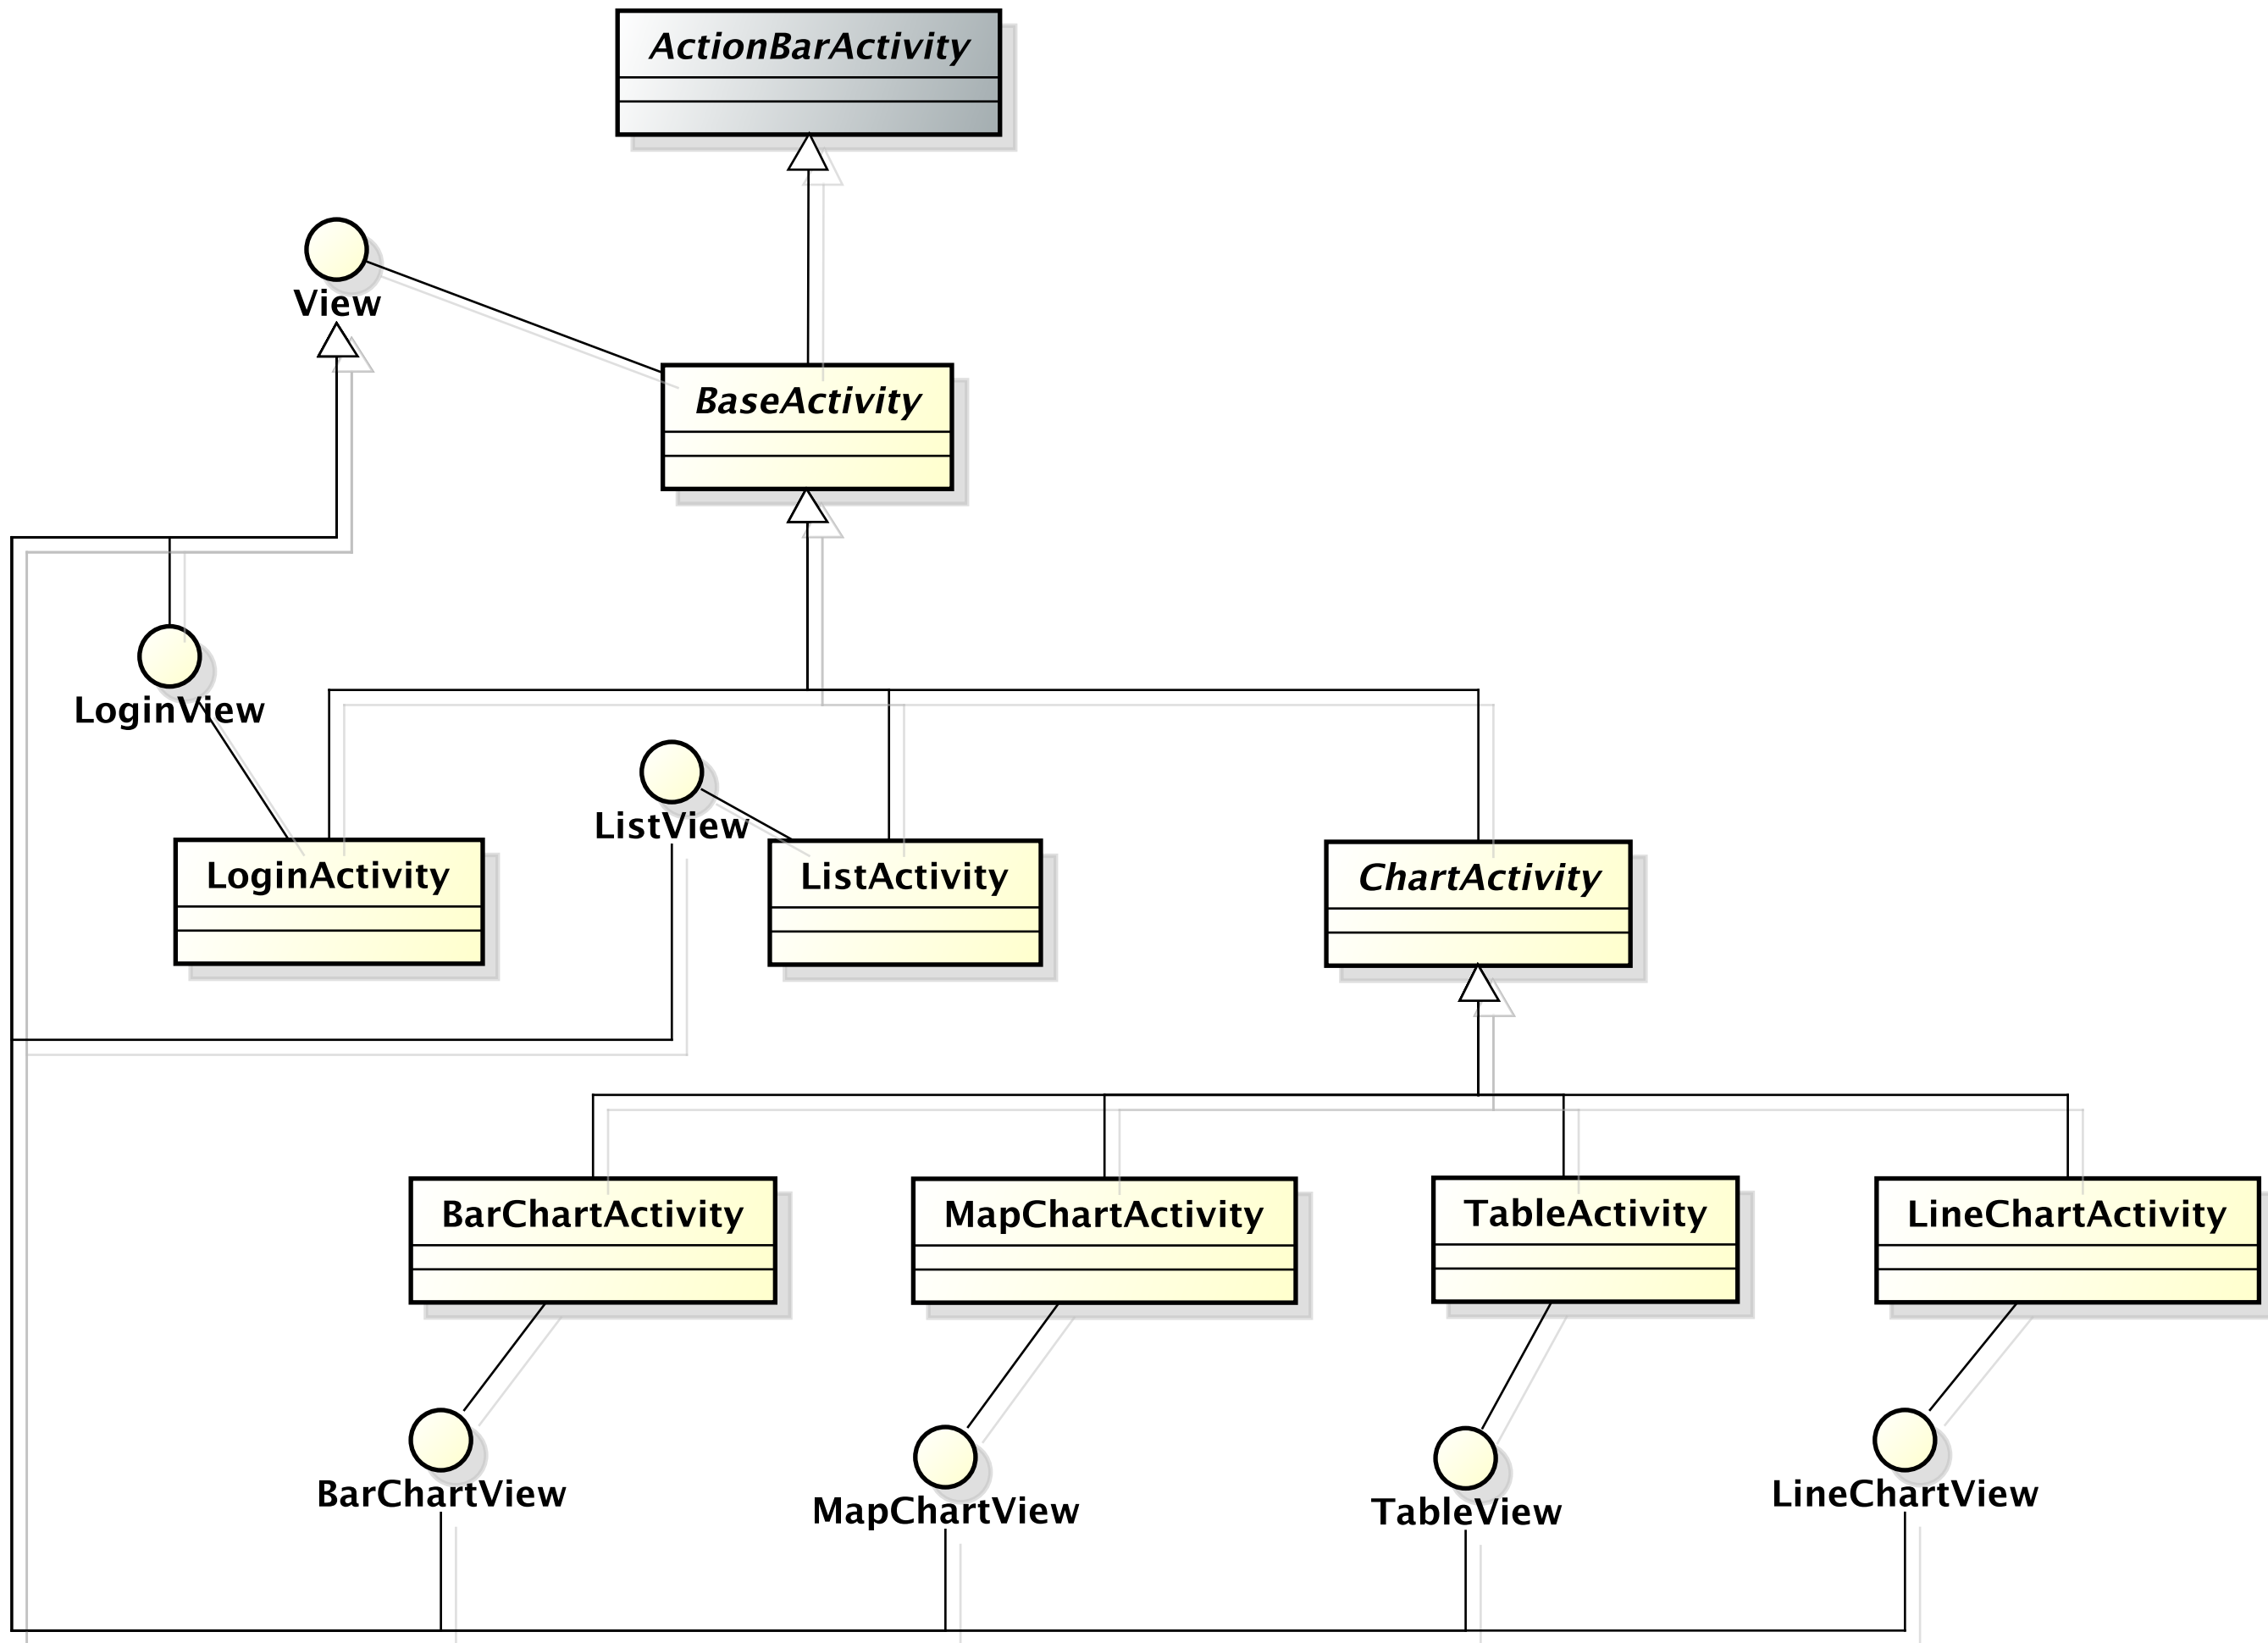 ActionBarActivity
View
BaseActivity
LoginView
ListView
LoginActivity
ListActivity
ChartActivity
BarChartActivity
MapChartActivity
TableActivity
LineChartActivity
BarChartView
MapChartView
TableView
LineChartView